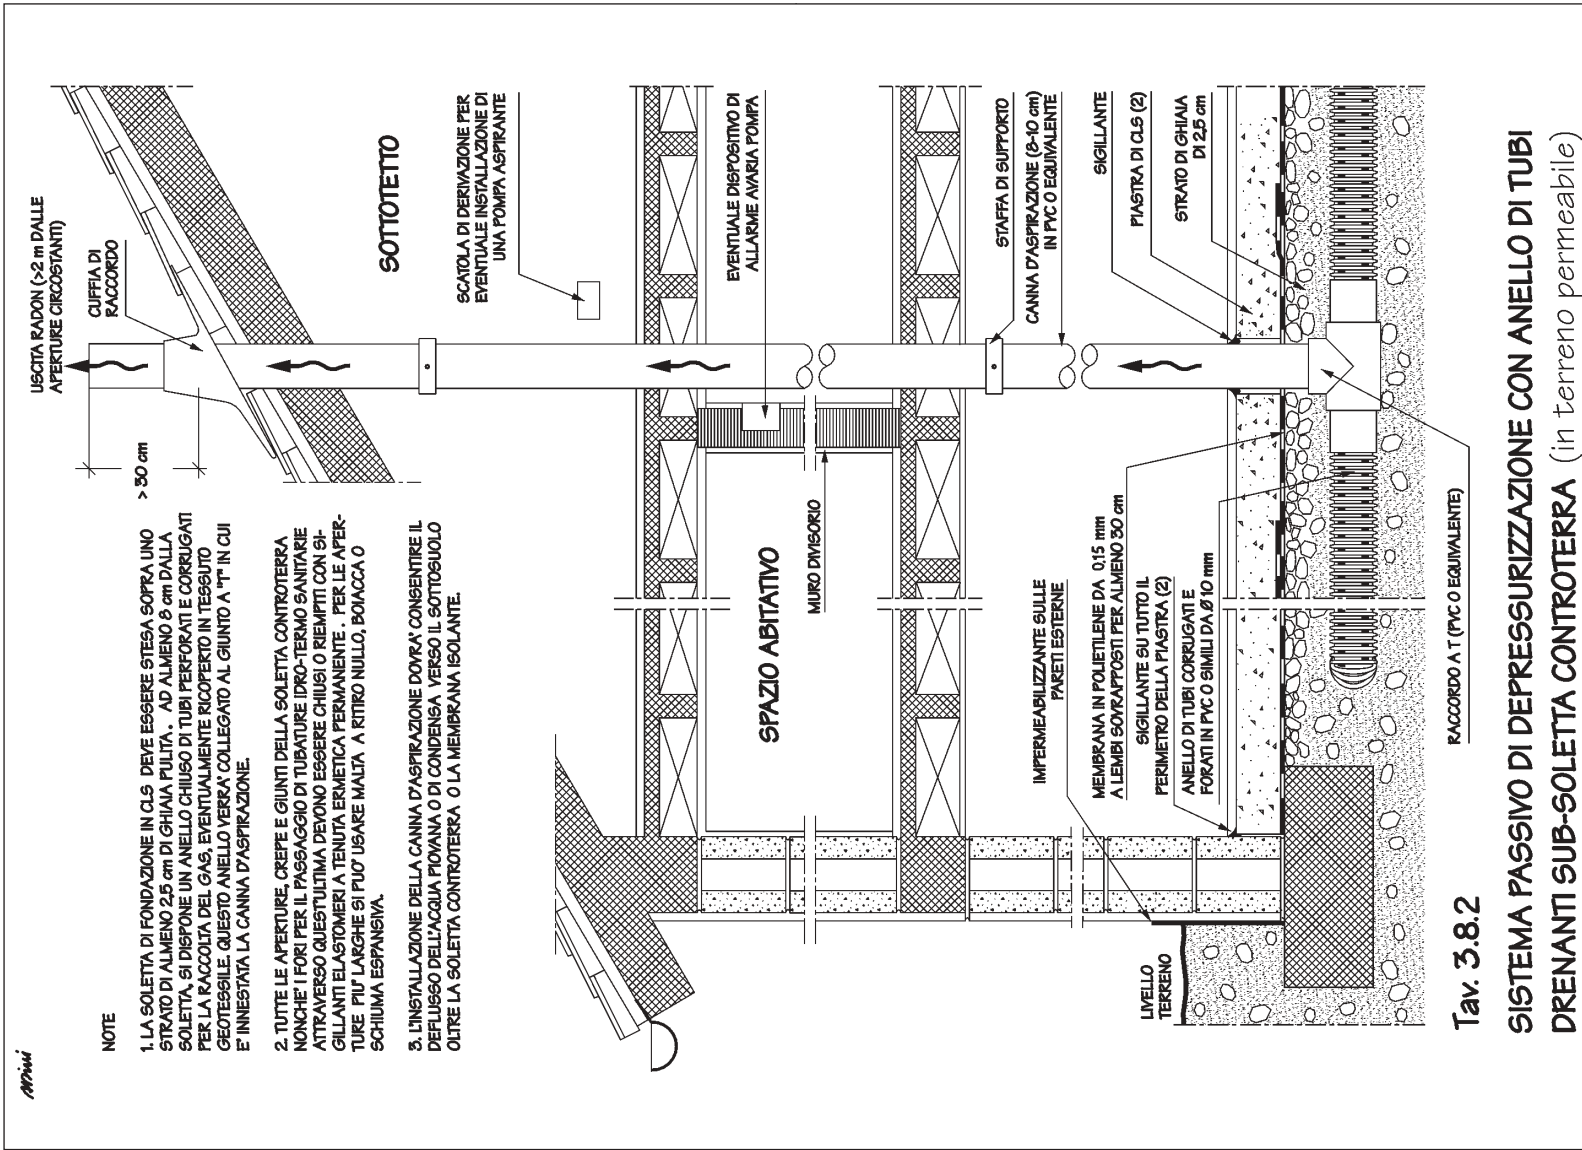 NOTE
1. LA SOLETTA DI FONDAZIONE IN CLS DEVE ESSERE STESA SOPRA UNO
STRATO DI ALMENO 2,5 cm DI GHIAIA PULITA . AD ALMENO 8 cm DALLA
SOLETTA, SI DISPONE UN ANELLO CHIUSO DI TUBI PERFORATI E CORRUGATI
PER LA RACCOLTA DEL GAS, EVENTUALMENTE RICOPERTO IN TESSUTO
GEOTESSILE. QUESTO ANELLO VERRA' COLLEGATO AL GIUNTO A "T" IN CUI
E' INNESTATA LA CANNA D'ASPIRAZIONE.
2. TUTTE LE APERTURE, CREPE E GIUNTI DELLA SOLETTA CONTROTERRA
NONCHE' I FORI PER IL PASSAGGIO DI TUBATURE IDRO-TERMO SANITARIE
ATTRAVERSO QUEST'ULTIMA DEVONO ESSERE CHIUSI O RIEMPITI CON SI-
GILLANTI ELASTOMERI A TENUTA ERMETICA PERMANENTE . PER LE APER-
TURE PIU' LARGHE SI PUO' USARE MALTA A RITIRO NULLO, BOIACCA O
SCHIUMA ESPANSIVA.
3. L'INSTALLAZIONE DELLA CANNA D'ASPIRAZIONE DOVRA' CONSENTIRE IL
DEFLUSSO DELL'ACQUA PIOVANA O DI CONDENSA VERSO IL SOTTOSUOLO
OLTRE LA SOLETTA CONTROTERRA O LA MEMBRANA ISOLANTE.
> 30 cm
USCITA RADON (>2 m DALLE
APERTURE CIRCOSTANTI)
CUFFIA DI
RACCORDO
SOTTOTETTO
SCATOLA DI DERIVAZIONE PER
EVENTUALE INSTALLAZIONE DI
UNA POMPA ASPIRANTE
EVENTUALE DISPOSITIVO DI
ALLARME AVARIA POMPA
SPAZIO ABITATIVO
MURO DIVISORIO
STAFFA DI SUPPORTO
CANNA D'ASPIRAZIONE (8-10 cm)
IN PVC O EQUIVALENTE
SIGILLANTE
PIASTRA DI CLS (2)
STRATO DI GHIAIA
DI 2,5 cm
IMPERMEABILIZZANTE SULLE
PARETI ESTERNE
MEMBRANA IN POLIETILENE DA 0,15 mm
A LEMBI SOVRAPPOSTI PER ALMENO 30 cm
SIGILLANTE SU TUTTO IL
PERIMETRO DELLA PIASTRA (2)
ANELLO DI TUBI CORRUGATI E
FORATI IN PVC O SIMILI DA Ø 10 mm
LIVELLO
TERRENO
RACCORDO A T (PVC O EQUIVALENTE)
Tav. 3.8.2
SISTEMA PASSIVO DI DEPRESSURIZZAZIONE CON ANELLO DI TUBI
DRENANTI SUB-SOLETTA CONTROTERRA (in terreno permeabile)